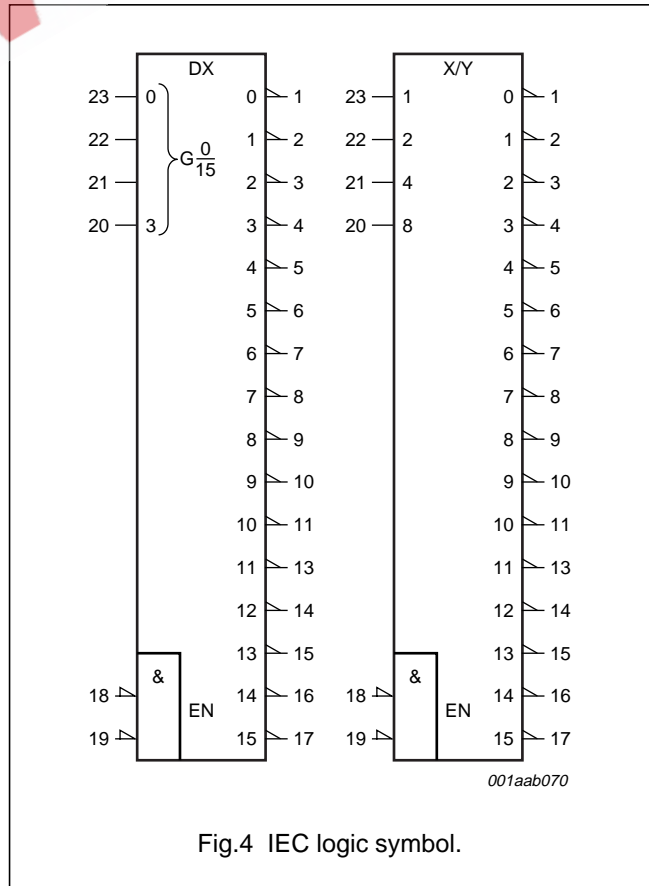 DX X/Y
23 0 0 1 23 1 0 1
22 1 2 22 2 1 2
G 0
15
21 2 3 21 4 2 3
20 3 3 4 20 8 3 4
4 5 4 5
5 6 5 6
6 7 6 7
7 8 7 8
8 9 8 9
9 10 9 10
10 11 10 11
11 13 11 13
12 14 12 14
13 15 13 15
& &
18 14 16 18 14 16
EN EN
19 15 17 19 15 17
001aab070
Fig.4 IEC logic symbol.